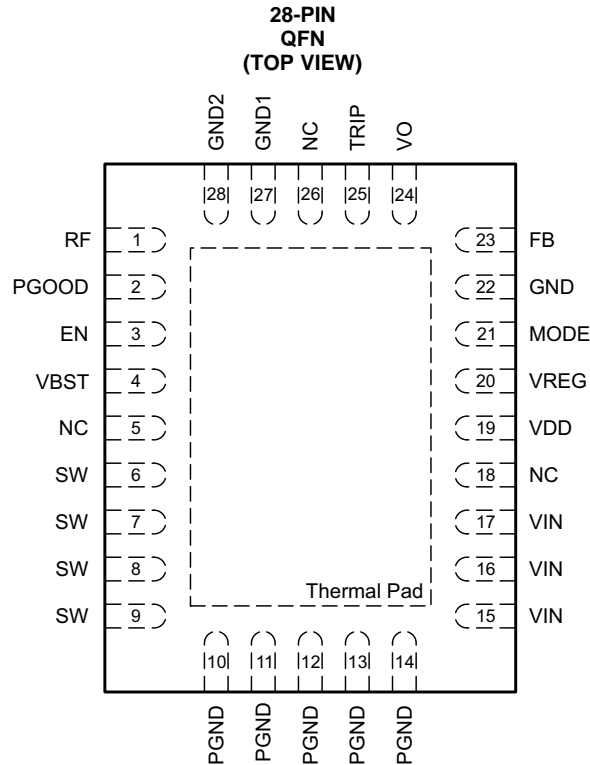 28-PIN
QFN
(TOP VIEW)
GND2
GND1
NC
TRIP
VO
28
27
26
25
24
RF 1
PGOOD 2
EN 3
VBST 4
NC 5
SW 6
SW 7
SW 8
SW 9
23 FB
22 GND
21 MODE
20 VREG
19 VDD
18 NC
17 VIN
16 VIN
15 VIN
Thermal Pad
10
11
12
13
14
PGND
PGND
PGND
PGND
PGND